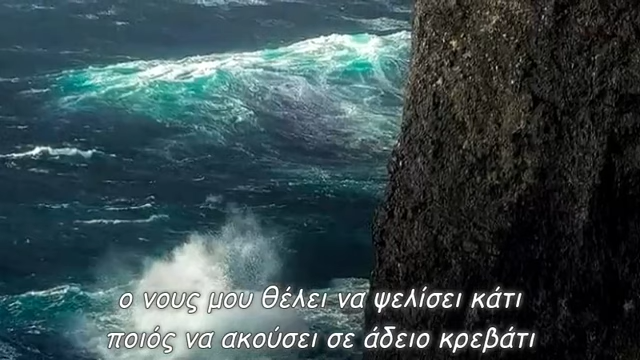 ο νους μου θέλει να ψελίσει κάτι
ποιός να ακούσει σε άδειο κρεβάτι